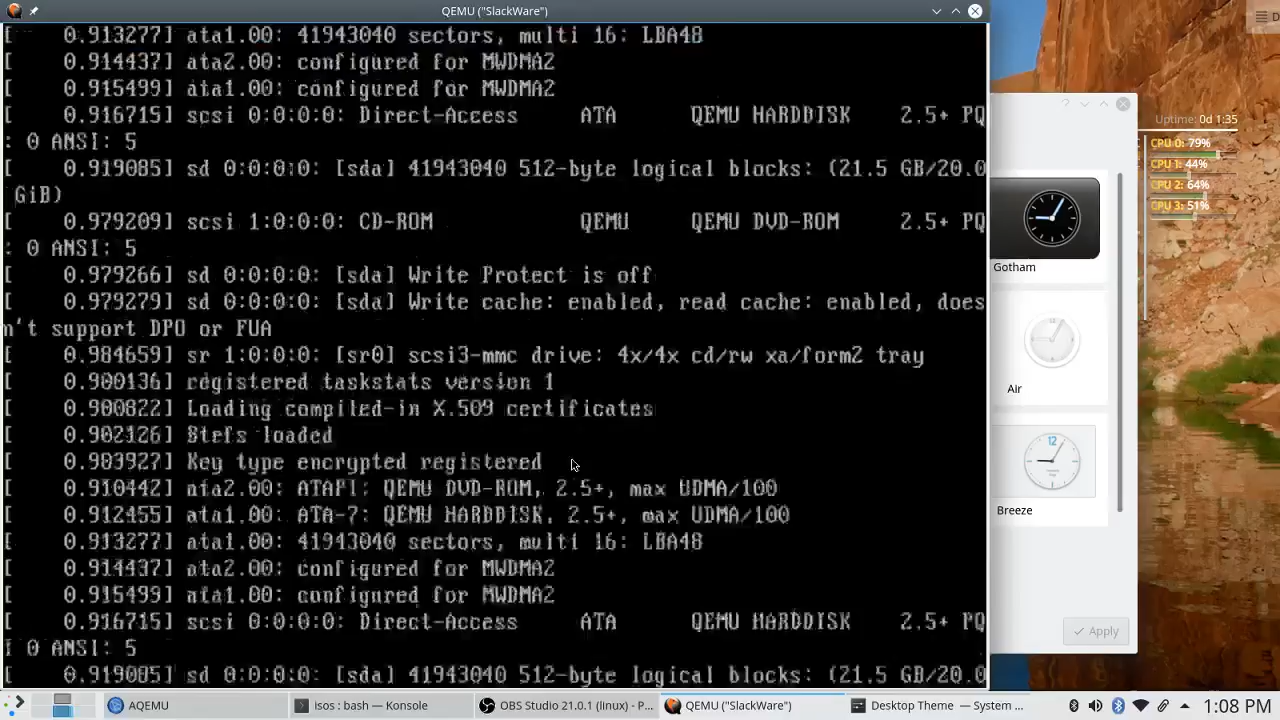 QEMU ("SlackWare")
[    0.913277] ata1.00: 41943040 sectors, multi 16: LBA48
[    0.914437] ata2.00: configured for MWDMA2
[    0.915499] ata1.00: configured for MWDMA2
[    0.916715] scsi 0:0:0:0: Direct-Access     ATA      QEMU HARDDISK    2.5+ PQ
: 0 ANSI: 5
[    0.919085] sd 0:0:0:0: [sda] 41943040 512-byte logical blocks: (21.5 GB/20.0
GiB)
[    0.979209] scsi 1:0:0:0: CD-ROM            QEMU     QEMU DVD-ROM     2.5+ PQ
: 0 ANSI: 5
[    0.979266] sd 0:0:0:0: [sda] Write Protect is off
[    0.979279] sd 0:0:0:0: [sda] Write cache: enabled, read cache: enabled, does
n't support DPO or FUA
[    0.984659] sr 1:0:0:0: [sr0] scsi3-mmc drive: 4x/4x cd/rw xa/form2 tray
[    0.900136] registered taskstats version 1
[    0.900822] Loading compiled-in X.509 certificates
[    0.902126] Btrfs loaded
[    0.903927] Key type encrypted registered
[    0.910442] ata2.00: ATAPI: QEMU DVD-ROM, 2.5+, max UDMA/100
[    0.912455] ata1.00: ATA-7: QEMU HARDDISK, 2.5+, max UDMA/100
[    0.913277] ata1.00: 41943040 sectors, multi 16: LBA48
[    0.914437] ata2.00: configured for MWDMA2
[    0.915499] ata1.00: configured for MWDMA2
[    0.916715] scsi 0:0:0:0: Direct-Access     ATA      QEMU HARDDISK    2.5+ PQ
: 0 ANSI: 5
[    0.919085] sd 0:0:0:0: [sda] 41943040 512-byte logical blocks: (21.5 GB/20.0
Gotham
Air
12
Breeze
Apply
Uptime: 0d 1:35
CPU 0: 79%
CPU 1: 44%
CPU 2: 64%
CPU 3: 51%
AQEMU
isos : bash — Konsole
OBS Studio 21.0.1 (linux) - P...
QEMU ("SlackWare")
Desktop Theme — System ...
1:08 PM